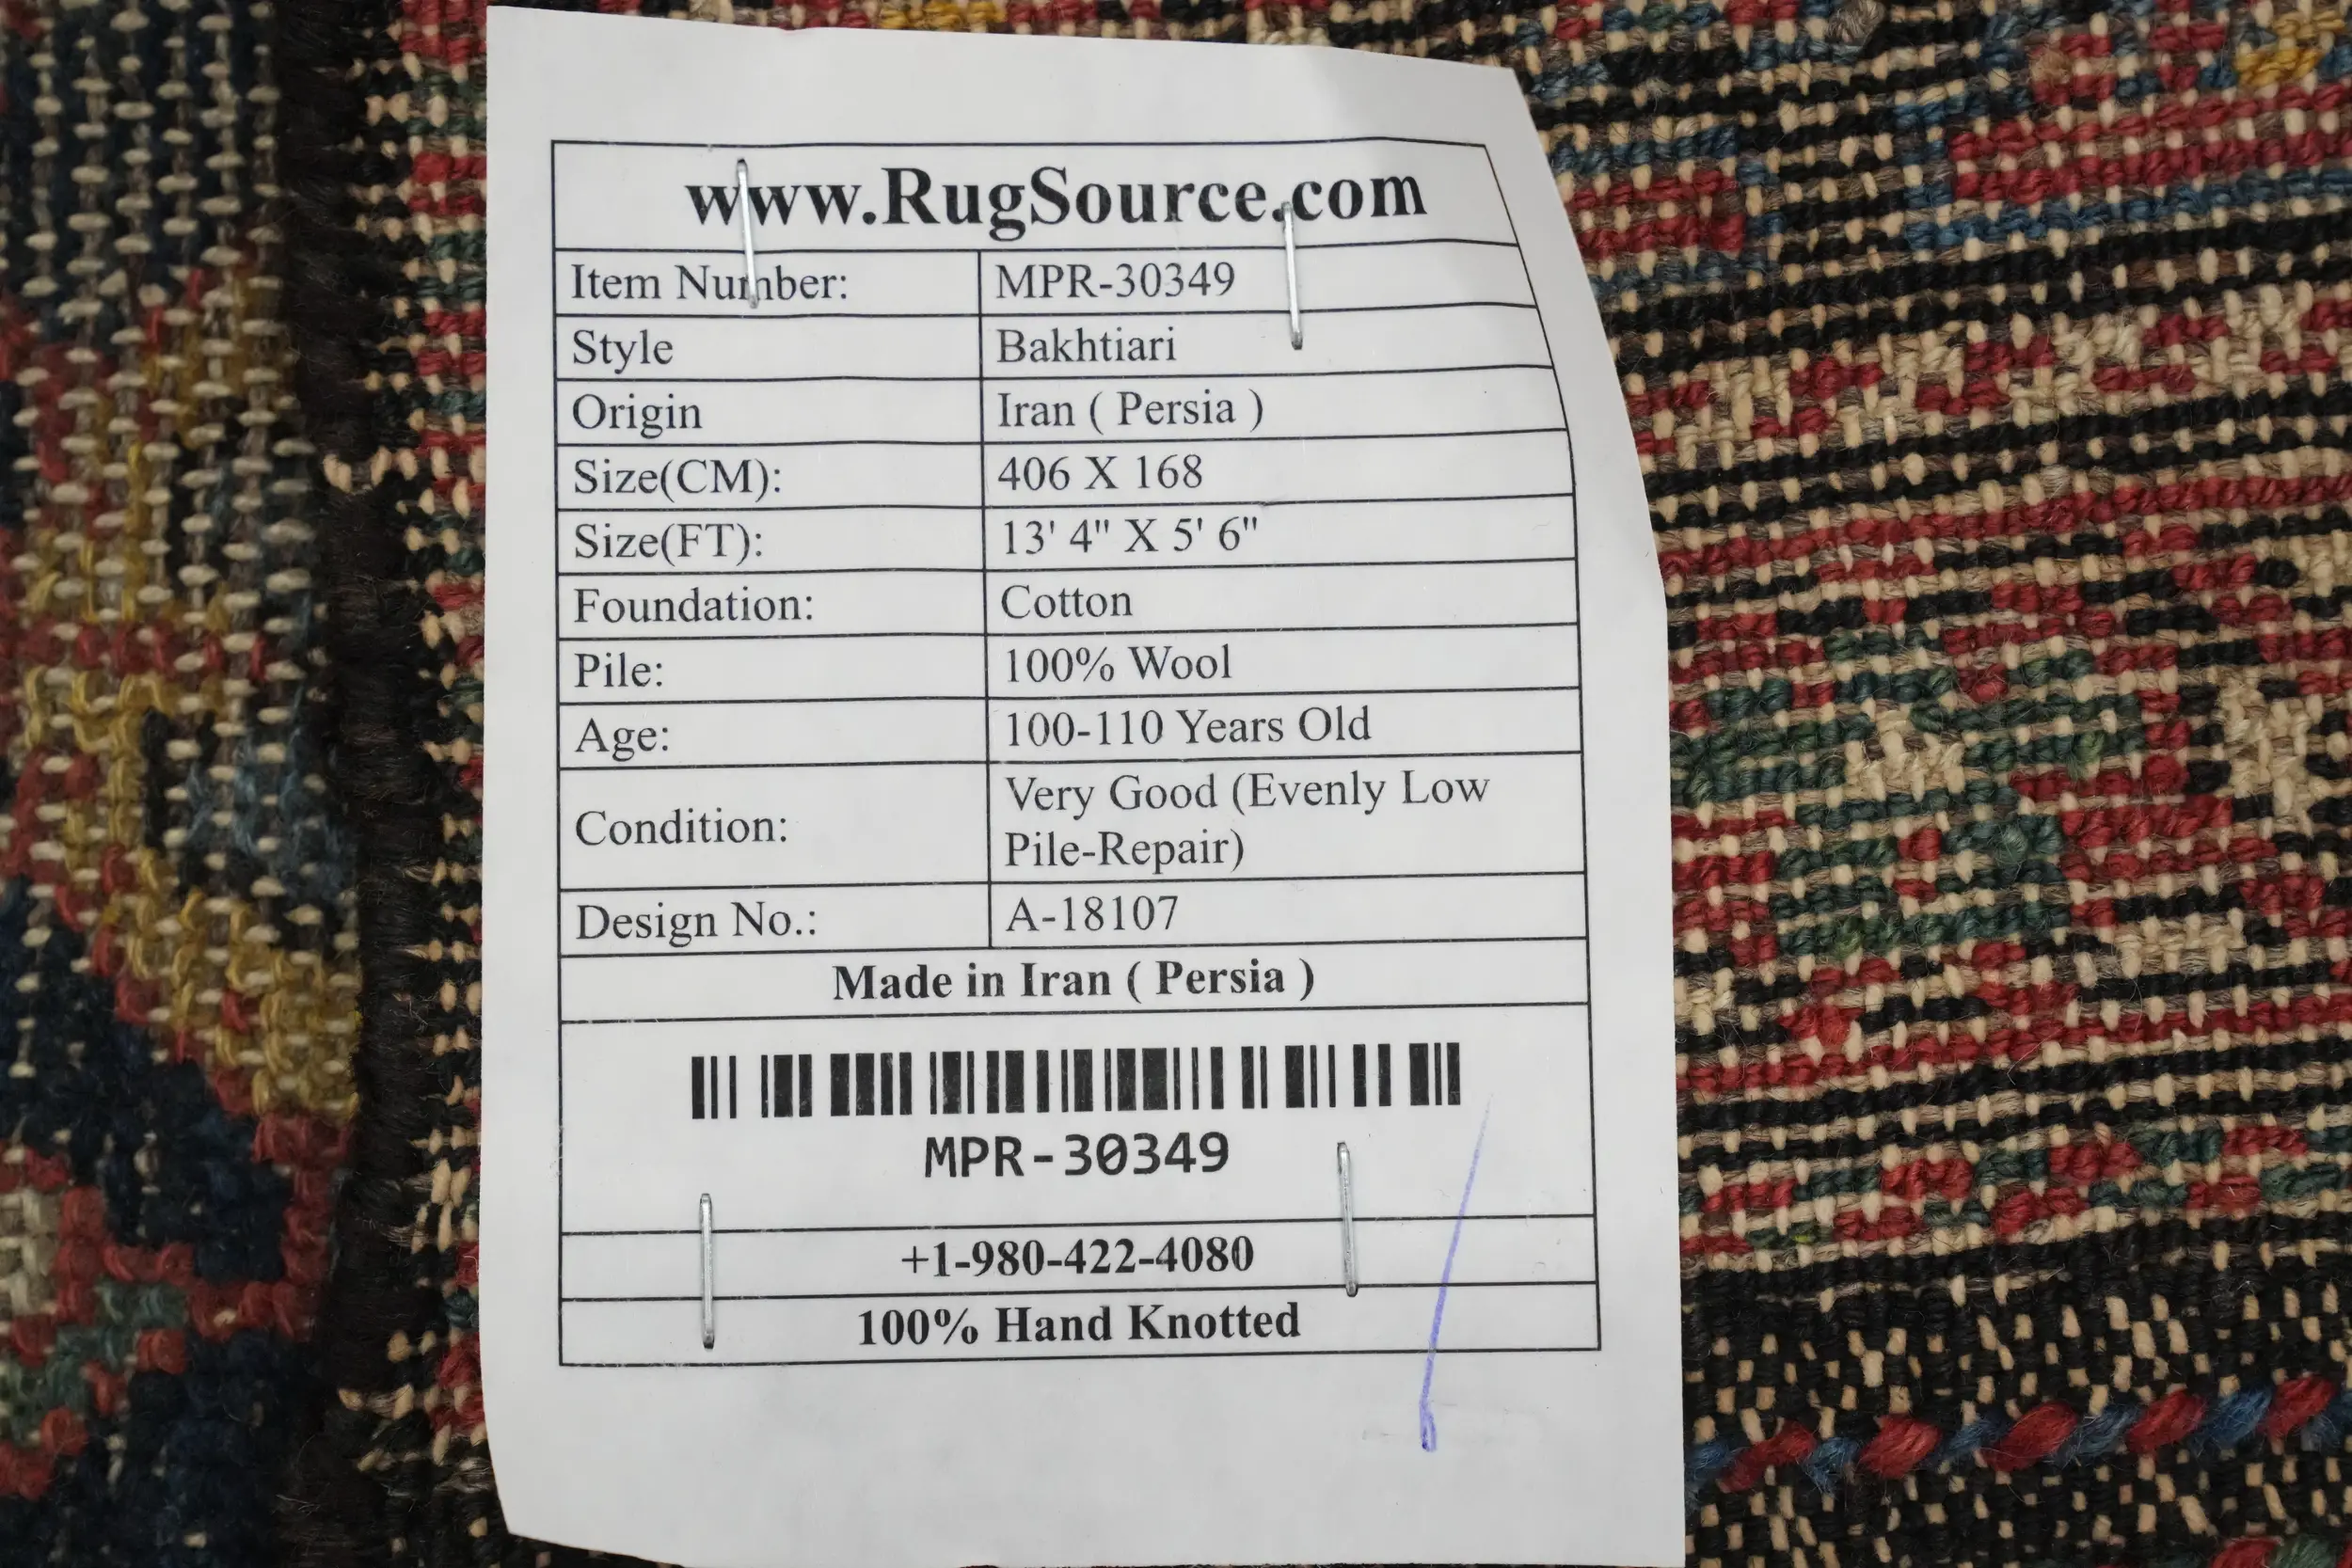 www.RugSource.com
Item Number: MPR-30349
Style Bakhtiari
Origin Iran ( Persia )
Size(CM): 406 X 168
Size(FT): 13' 4" X 5' 6"
Foundation: Cotton
Pile: 100% Wool
Age: 100-110 Years Old
Condition: Very Good (Evenly Low
Pile-Repair)
Design No.: A-18107
Made in Iran ( Persia )
MPR-30349
+1-980-422-4080
100% Hand Knotted